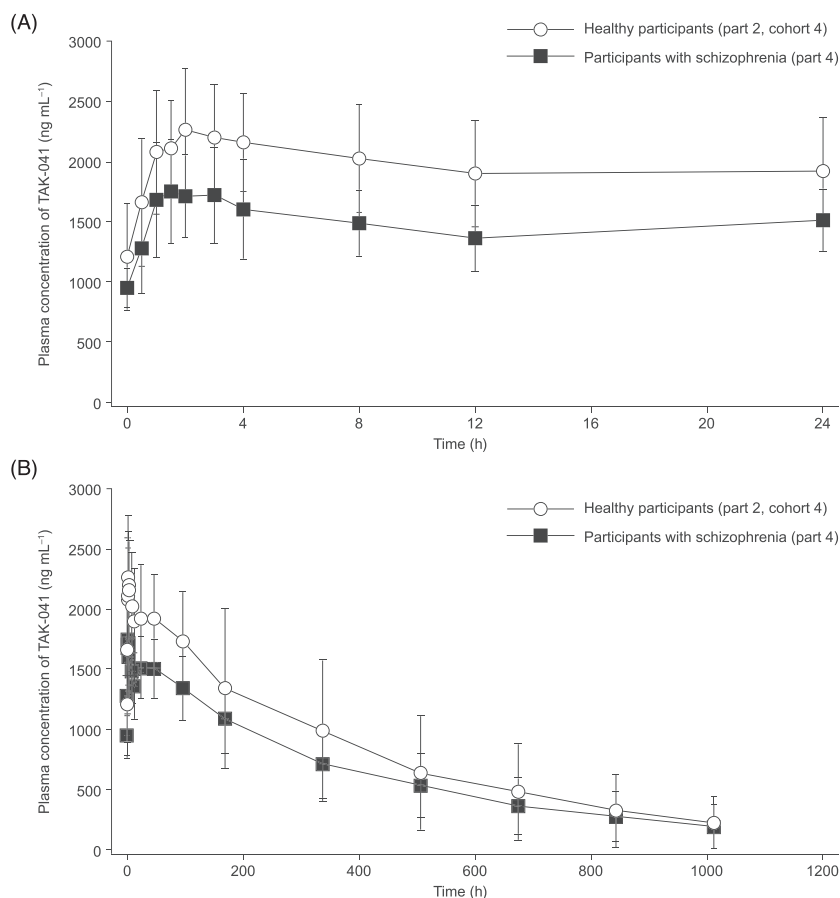 (A)
3000
2500
2000
1500
1000
500
0
Plasma concentration of TAK-041 (ng mL⁻¹)
Healthy participants (part 2, cohort 4)
Participants with schizophrenia (part 4)
0 4 8 12 16 20 24
Time (h)
(B)
3000
2500
2000
1500
1000
500
0
Plasma concentration of TAK-041 (ng mL⁻¹)
Healthy participants (part 2, cohort 4)
Participants with schizophrenia (part 4)
0 200 400 600 800 1000 1200
Time (h)